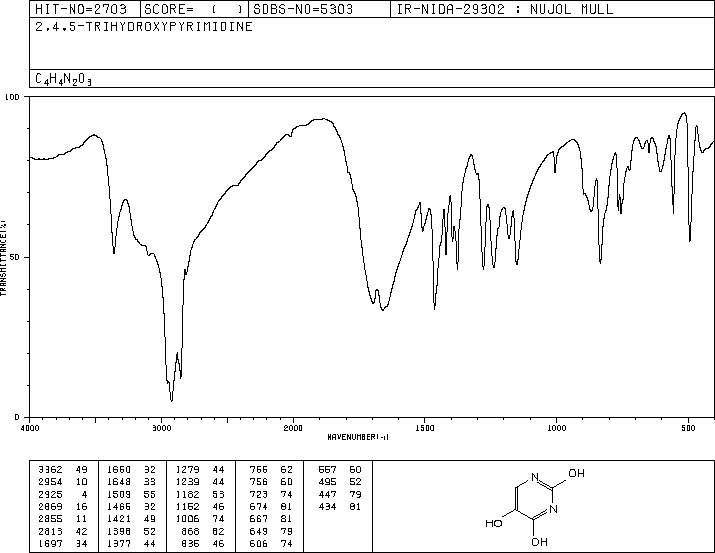 HIT-NO=2703 SCORE= ( ) SDBS-NO=5303 IR-NIDA-29302 : NUJOL MULL
2.4.5-TRIHYDROXYPYRIMIDINE
C4H4N2O3
100
50
0
TRANSMITTANCE(%)
4000 3000 2000 1500 1000 500
WAVENUMBER(-1)
3362 49 1660 32 1279 44 766 62 557 60
2954 10 1648 33 1239 44 756 60 495 52
2925 4 1509 55 1182 53 723 74 447 79
2869 16 1465 32 1152 46 674 81 434 81
2855 11 1421 49 1006 74 667 81
2813 42 1398 52 868 62 649 79
1697 34 1377 44 835 46 606 74
N OH
N
HO
OH